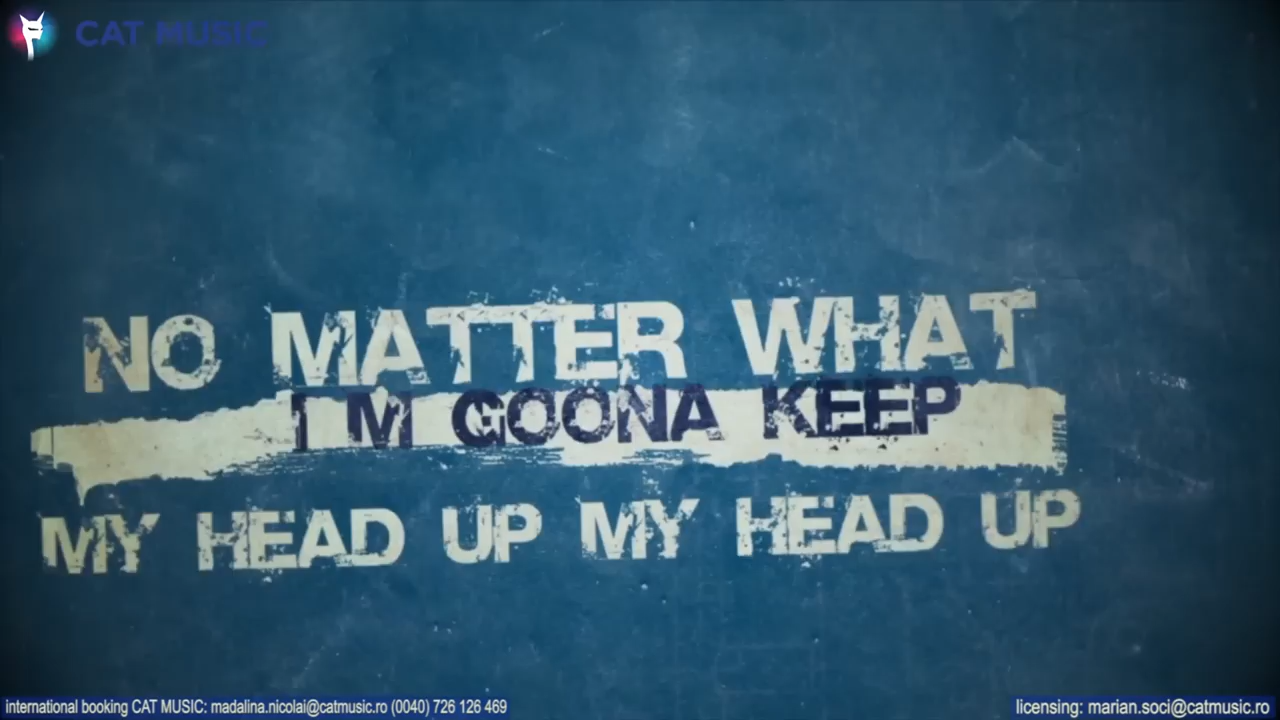 CAT MUSIC
NO MATTER WHAT
I M GOONA KEEP
MY HEAD UP MY HEAD UP
international booking CAT MUSIC: madalina.nicolai@catmusic.ro (0040) 726 126 469
licensing: marian.soci@catmusic.ro